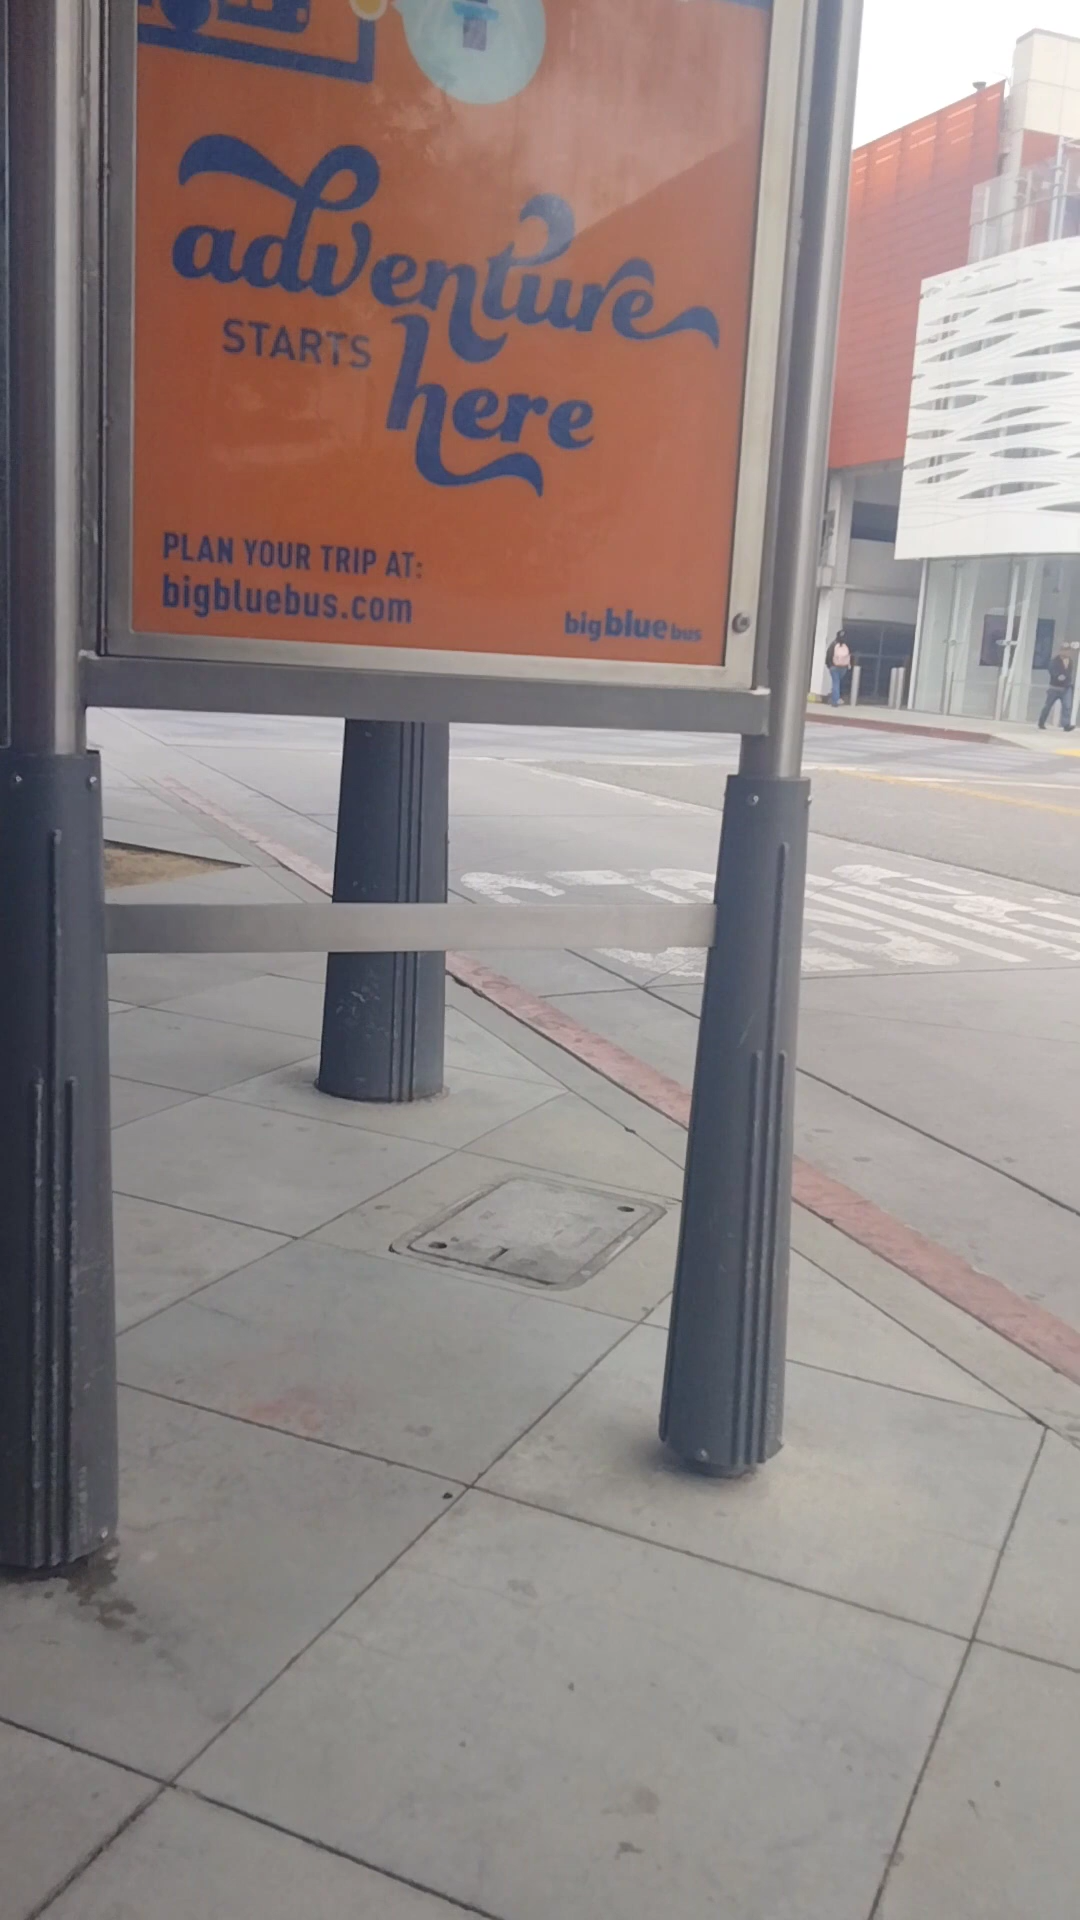 adventure
STARTS
here
PLAN YOUR TRIP AT:
bigbluebus.com
bigbluebus